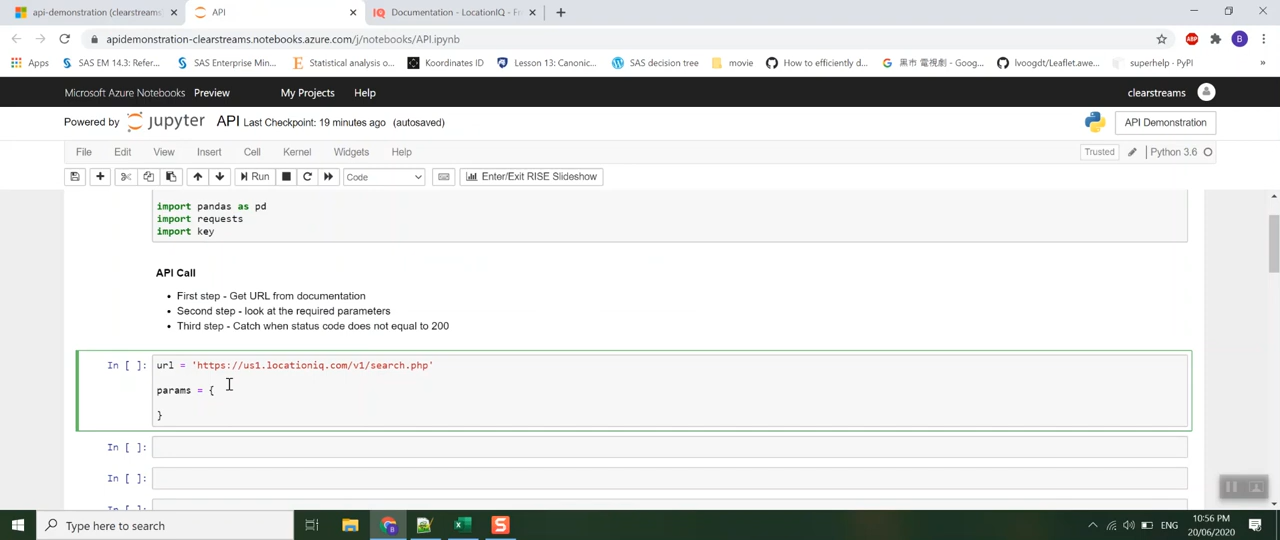 api-demonstration (clearstreams)
API
Documentation - LocationIQ - Fr
apidemonstration-clearstreams.notebooks.azure.com/j/notebooks/API.ipynb
ABP
B
Apps
SAS EM 14.3: Refer...
SAS Enterprise Min...
Statistical analysis o...
Koordinates ID
Lesson 13: Canonic...
SAS decision tree
movie
How to efficiently d...
黑市 電視劇 - Goog...
lvoogdt/Leaflet.awe...
superhelp - PyPI
Microsoft Azure Notebooks Preview My Projects Help clearstreams
Powered by jupyter API Last Checkpoint: 19 minutes ago (autosaved) API Demonstration
File Edit View Insert Cell Kernel Widgets Help Trusted Python 3.6
Run Code Enter/Exit RISE Slideshow
import pandas as pd
import requests
import key
API Call
• First step - Get URL from documentation
• Second step - look at the required parameters
• Third step - Catch when status code does not equal to 200
In [ ]: url = 'https://us1.locationiq.com/v1/search.php'
params = {
}
In [ ]:
In [ ]:
In [ ]:
Type here to search
ENG
10:56 PM
20/06/2020